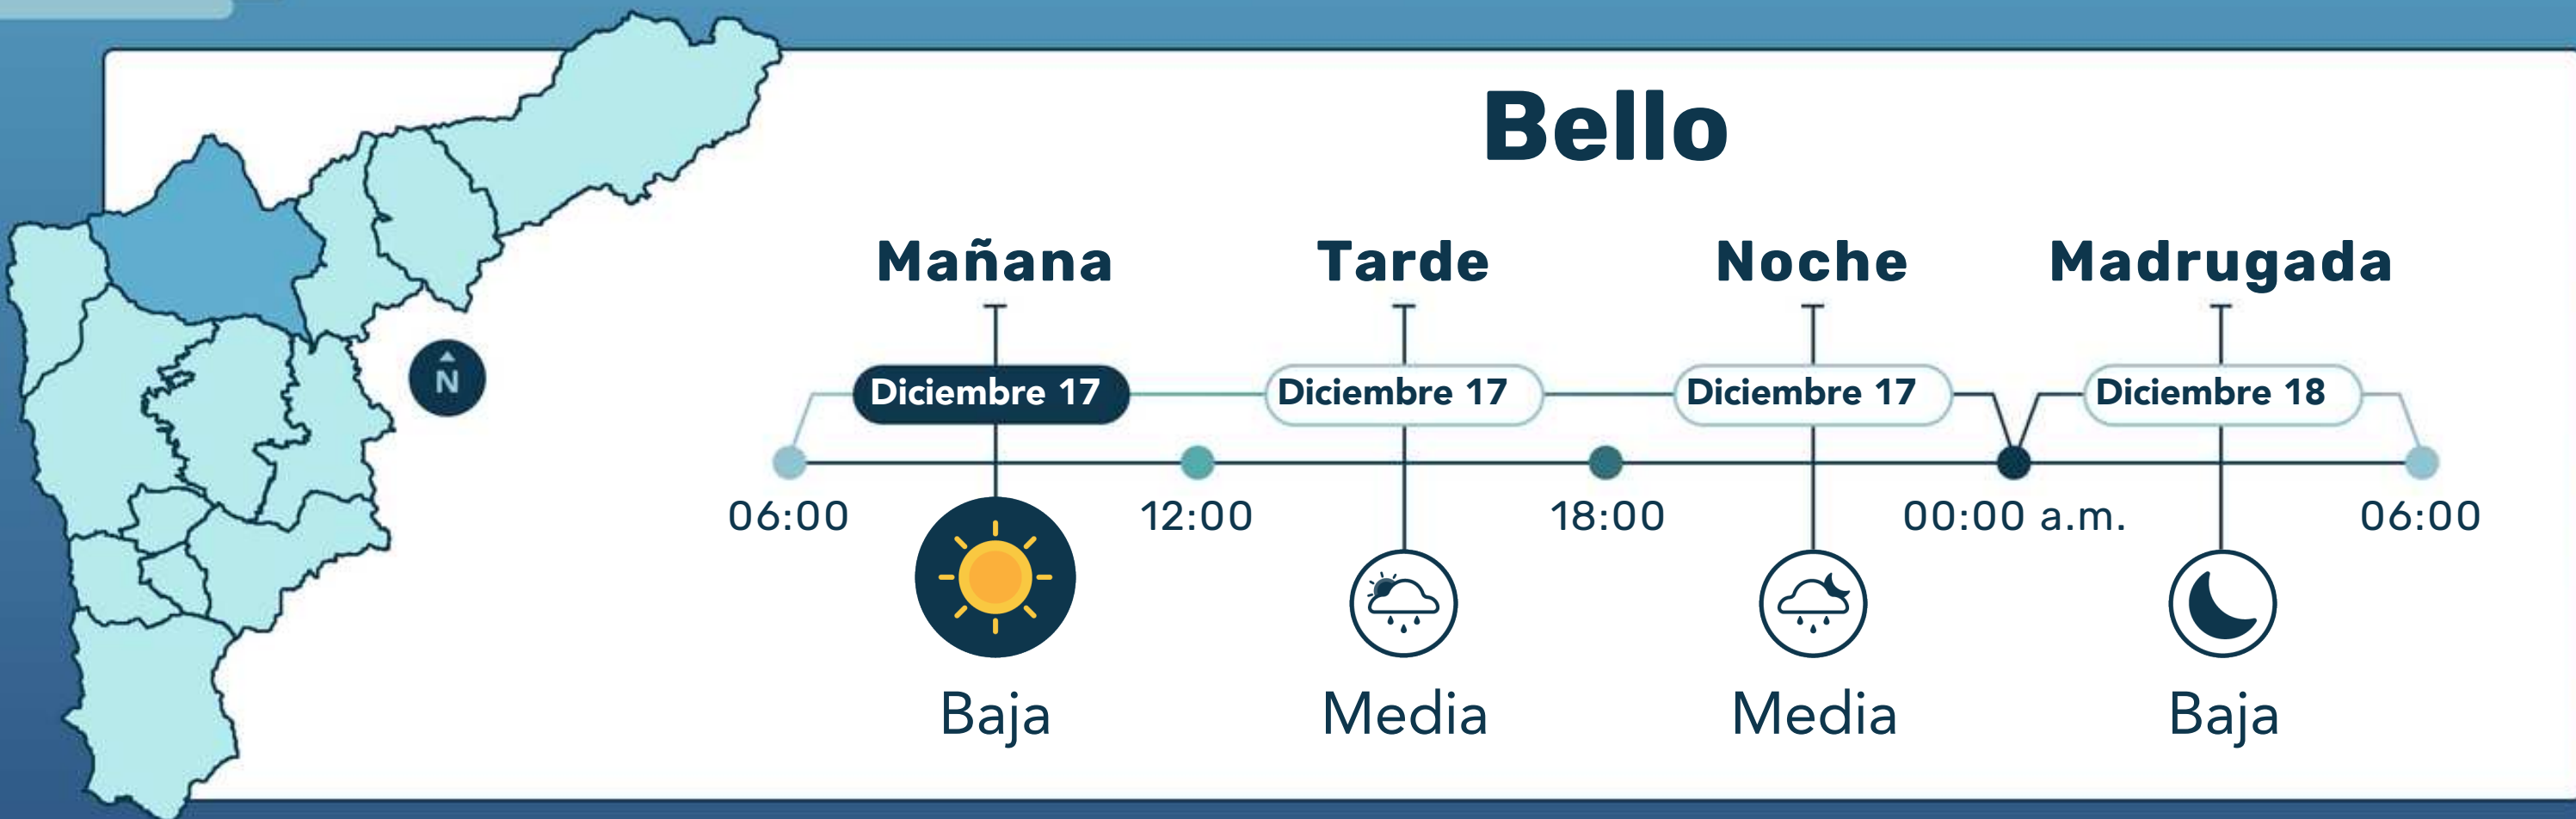 Bello
Mañana Tarde Noche Madrugada
Diciembre 17 Diciembre 17 Diciembre 17 Diciembre 18
N
06:00 12:00 18:00 00:00 a.m. 06:00
Baja Media Media Baja